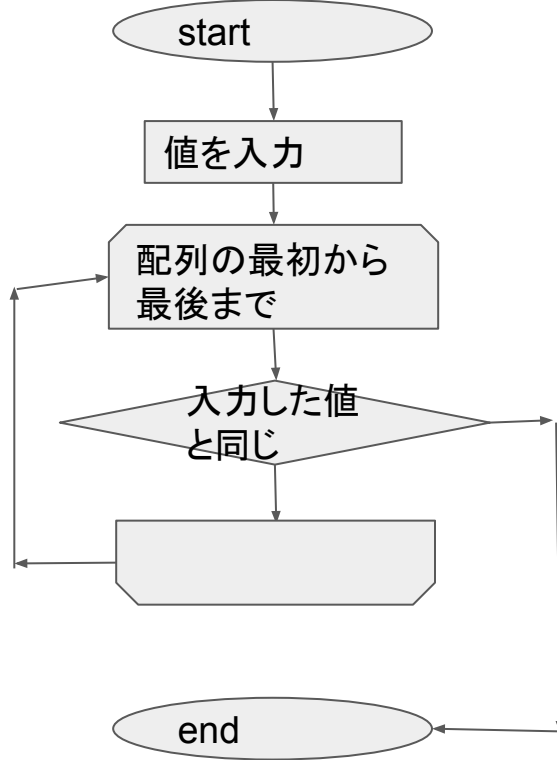 start
値を入力
配列の最初から
最後まで
入力した値
と同じ
end